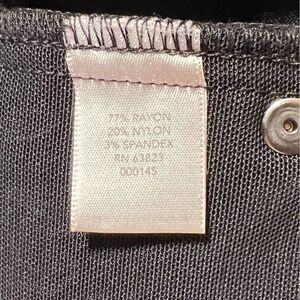 77% RAYON
20% NYLON
3% SPANDEX
RN 63823
000145